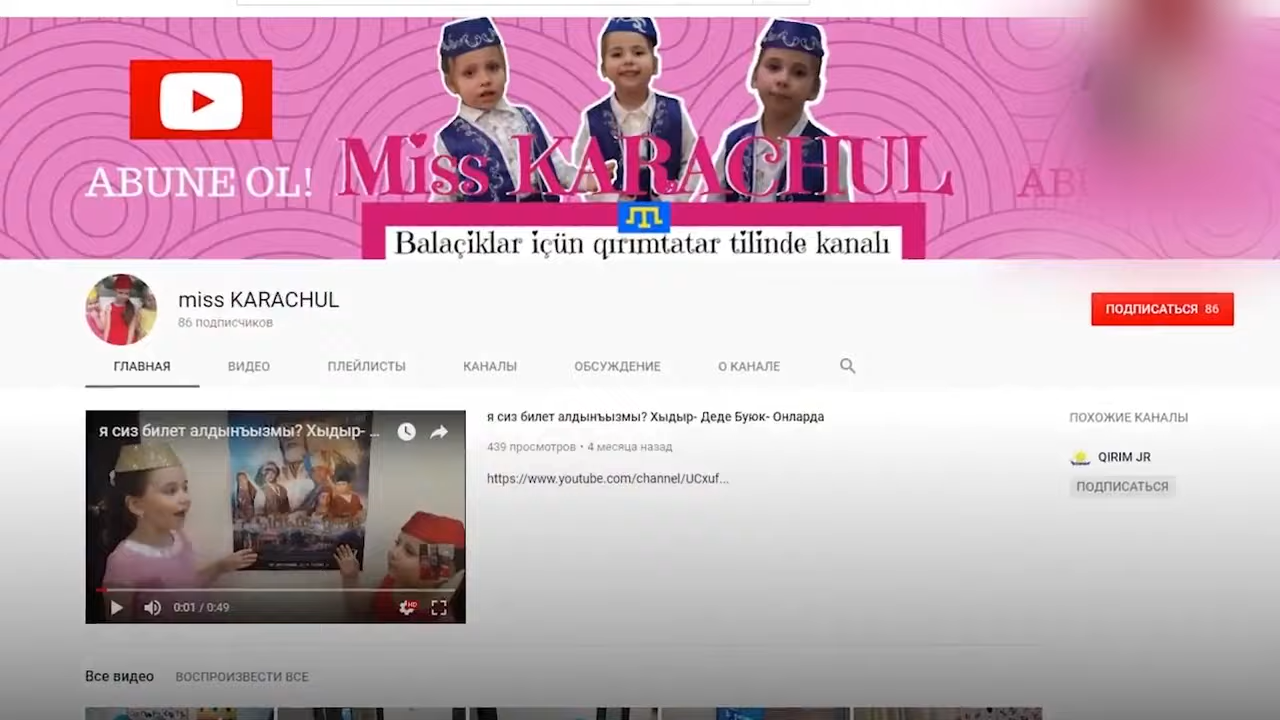 ABUNE OL!
Miss KARACHUL
Balaçiklar içün qırımtatar tilinde kanalı
miss KARACHUL
86 подписчиков
ПОДПИСАТЬСЯ 86
ГЛАВНАЯ
ВИДЕО
ПЛЕЙЛИСТЫ
КАНАЛЫ
ОБСУЖДЕНИЕ
О КАНАЛЕ
я сиз билет алдынъызмы? Хыдыр- ...
0:01 / 0:49
HD
я сиз билет алдынъызмы? Хыдыр- Деде Буюк- Онларда
439 просмотров • 4 месяца назад
https://www.youtube.com/channel/UCxuf...
ПОХОЖИЕ КАНАЛЫ
QIRIM JR
ПОДПИСАТЬСЯ
Все видео
ВОСПРОИЗВЕСТИ ВСЕ